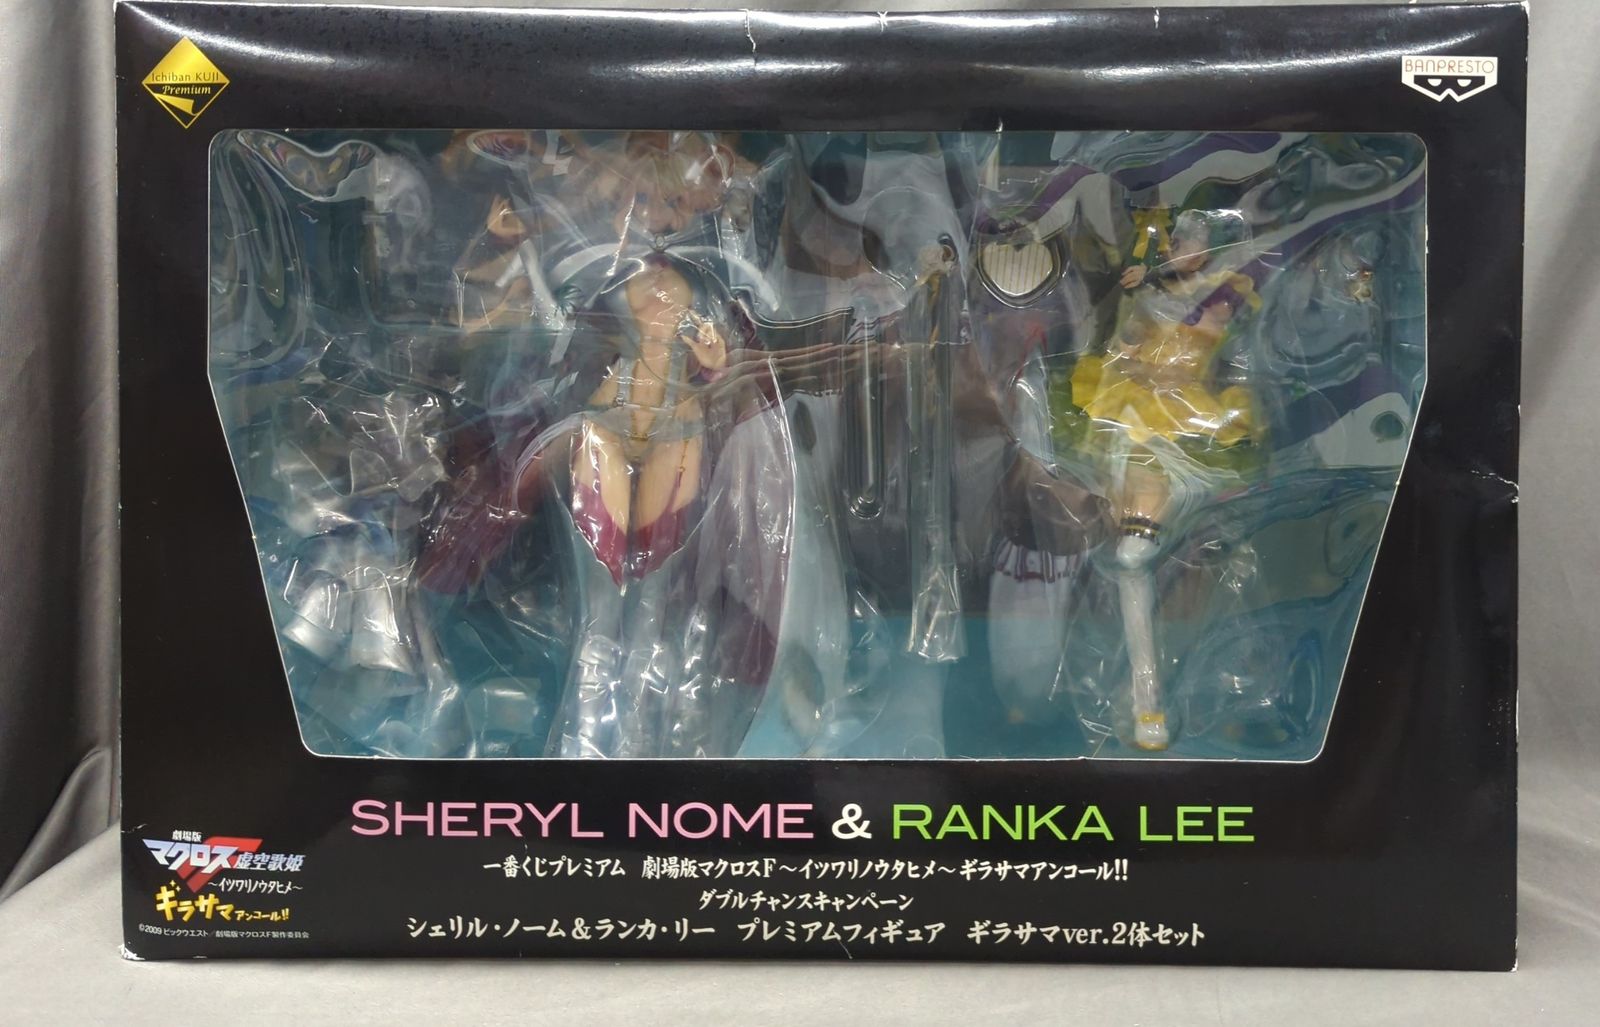 Ichiban KUJI
Premium
BANPRESTO
SHERYL NOME & RANKA LEE
一番くじプレミアム 劇場版マクロスF～イツワリノウタヒメ～ギラサマアンコール!!
ダブルチャンスキャンペーン
シェリル・ノーム&ランカ・リー プレミアムフィギュア ギラサマver.2体セット
劇場版
マクロスF 虚空歌姫
～イツワリノウタヒメ～
ギラサマアンコール!!
©2009 ビックウエスト/劇場版マクロスF製作委員会